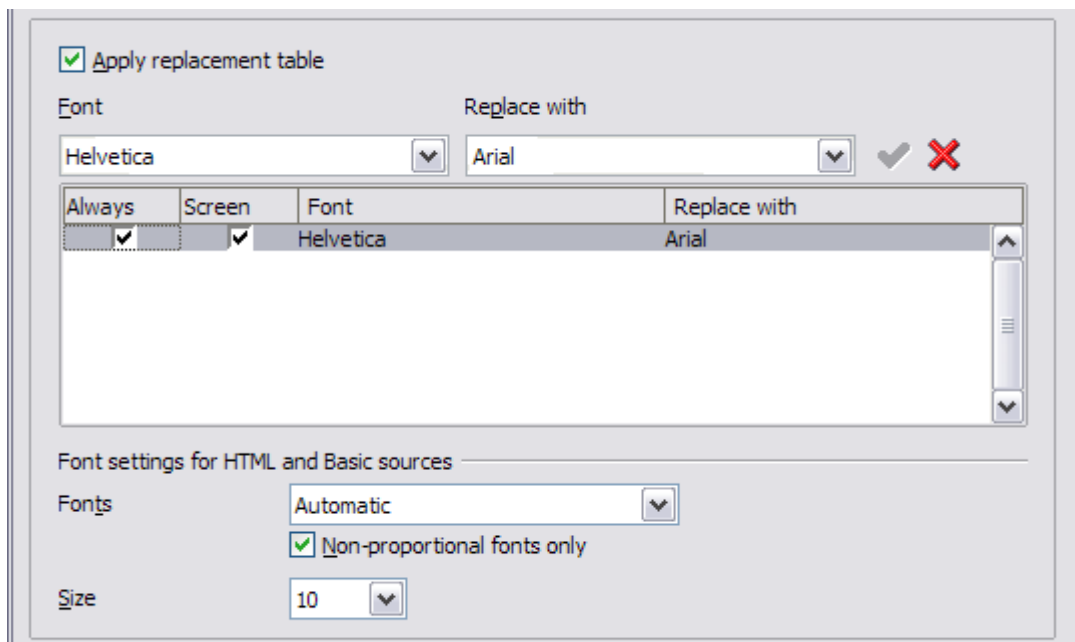 Apply replacement table
Font Replace with
Helvetica Arial
Always Screen Font Replace with
Helvetica Arial
Font settings for HTML and Basic sources
Fonts Automatic
Non-proportional fonts only
Size 10